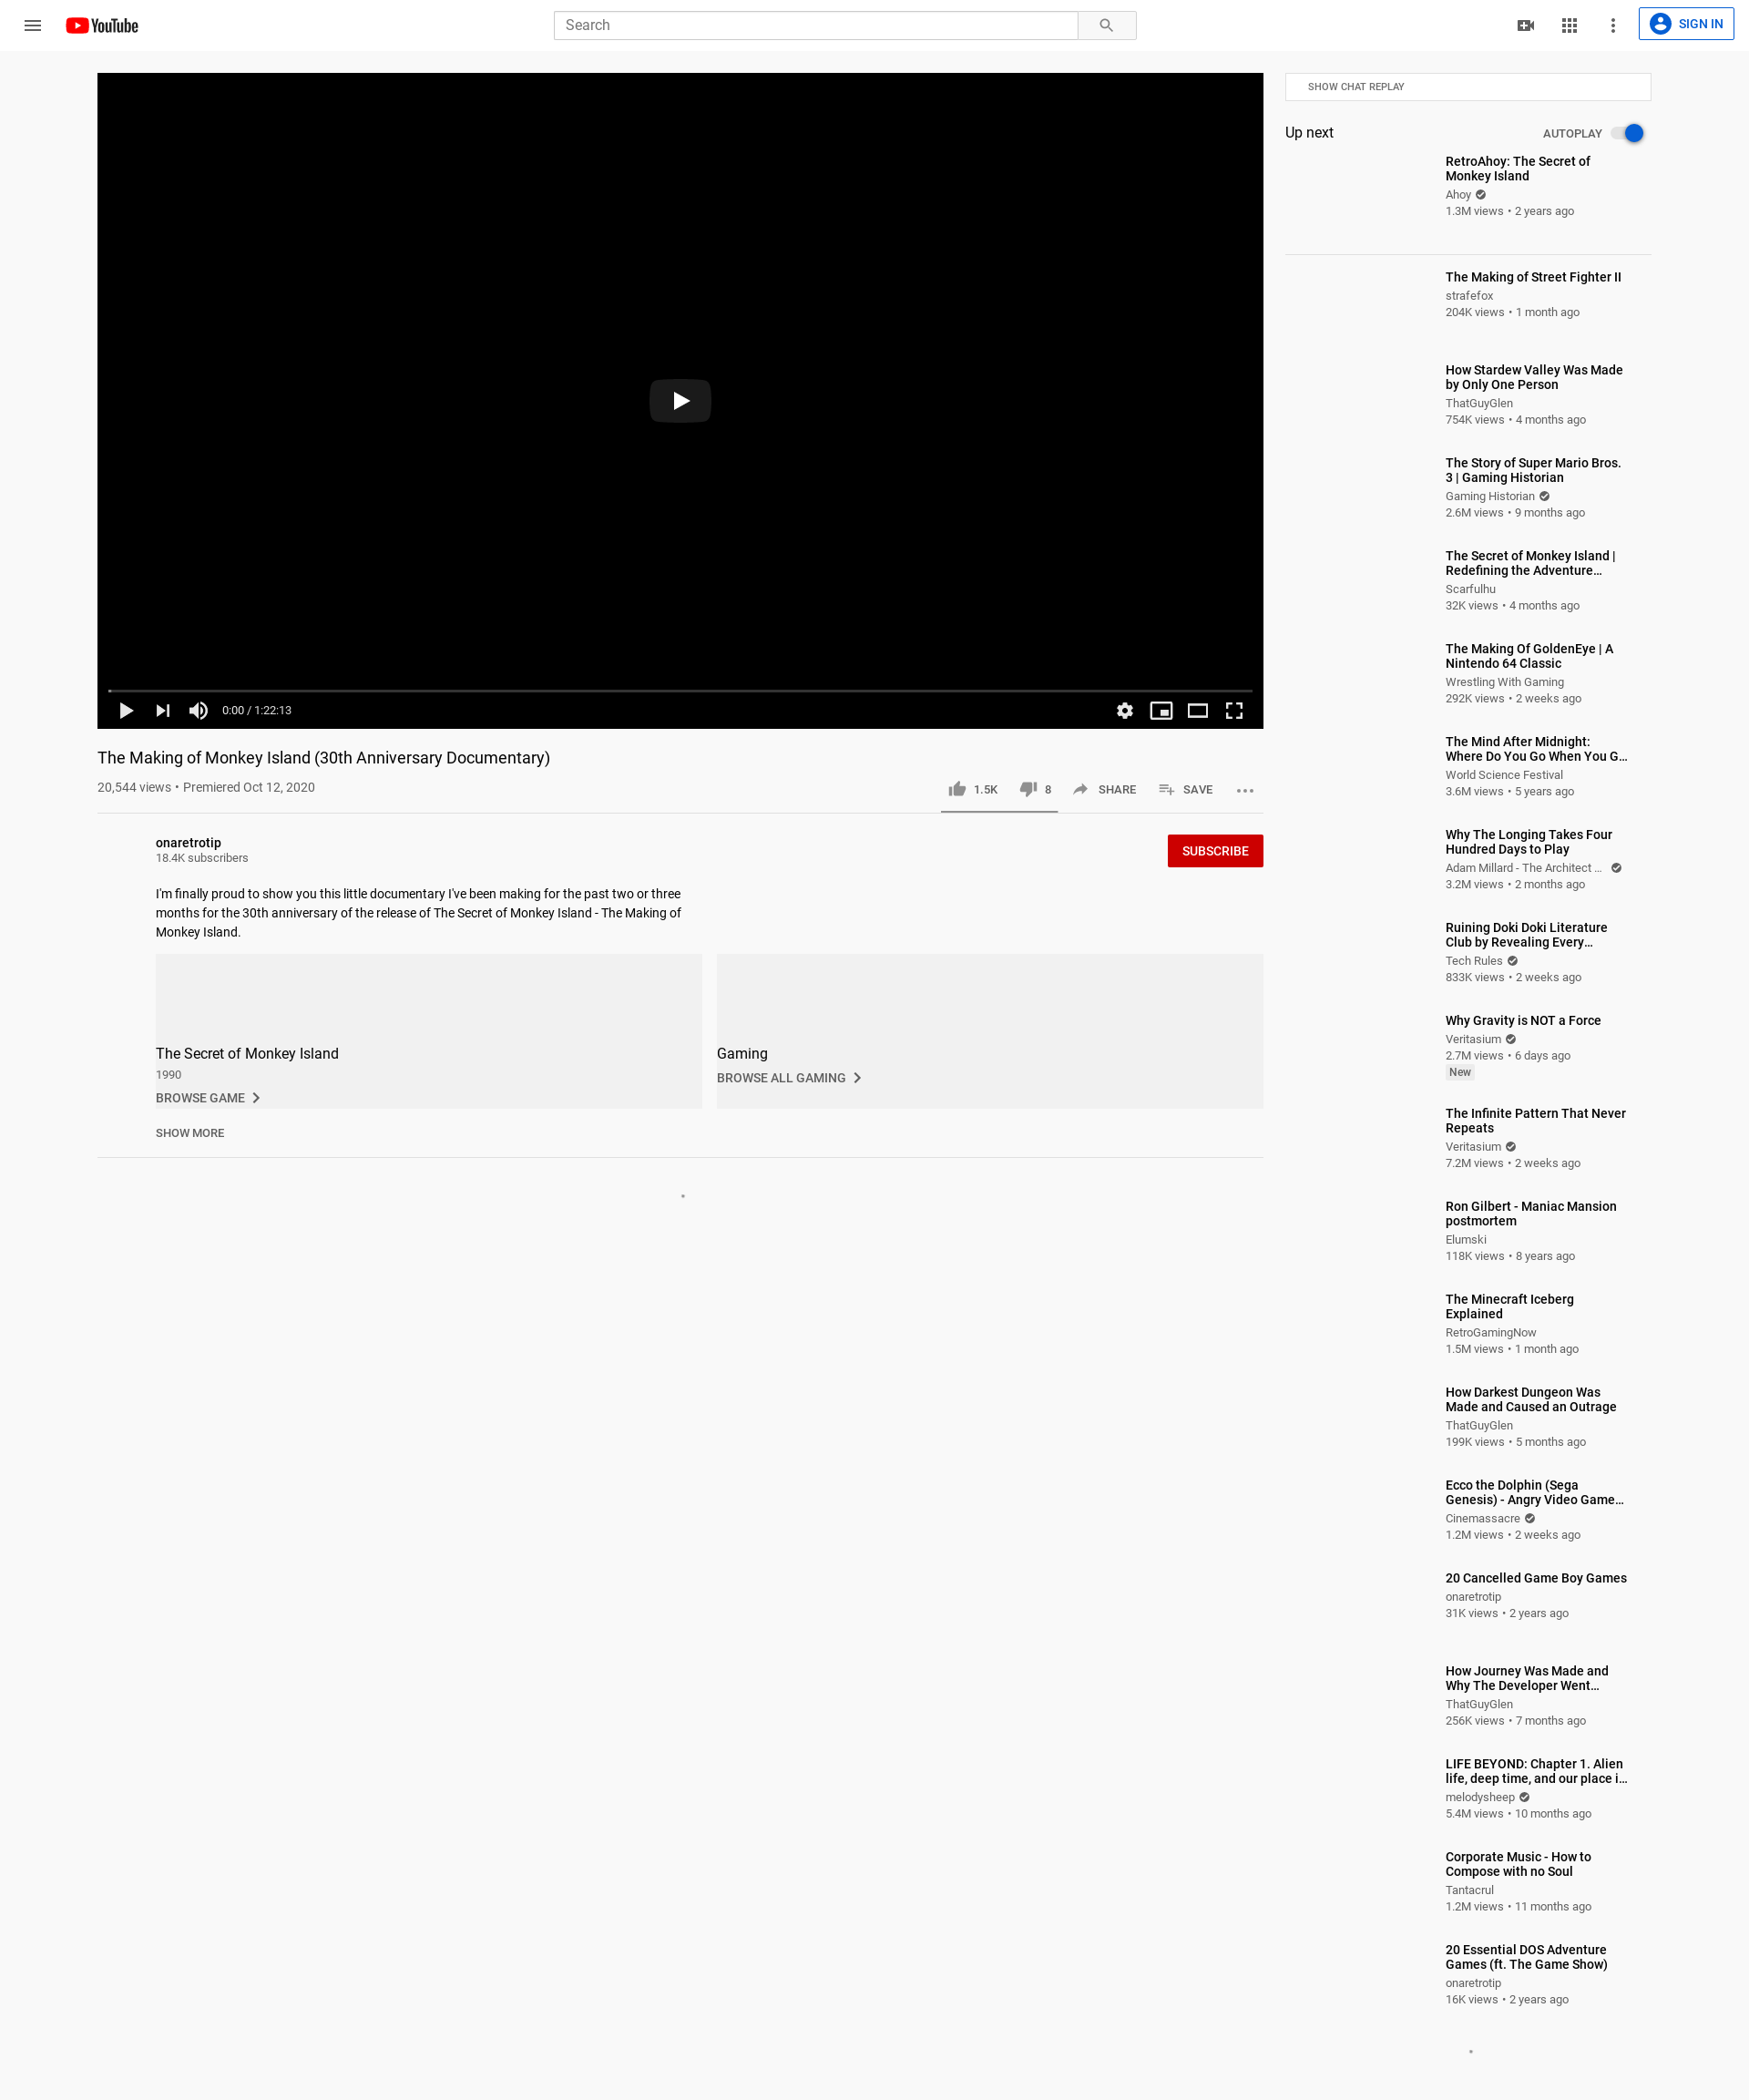 YouTube
Search
SIGN IN
0:00 / 1:22:13
The Making of Monkey Island (30th Anniversary Documentary)
20,544 views • Premiered Oct 12, 2020
1.5K
8
SHARE
SAVE
onaretrotip
18.4K subscribers
SUBSCRIBE
I'm finally proud to show you this little documentary I've been making for the past two or three
months for the 30th anniversary of the release of The Secret of Monkey Island - The Making of
Monkey Island.
The Secret of Monkey Island
1990
BROWSE GAME
Gaming
BROWSE ALL GAMING
SHOW MORE
SHOW CHAT REPLAY
Up next
AUTOPLAY
RetroAhoy: The Secret of
Monkey Island
Ahoy
1.3M views • 2 years ago
The Making of Street Fighter II
strafefox
204K views • 1 month ago
How Stardew Valley Was Made
by Only One Person
ThatGuyGlen
754K views • 4 months ago
The Story of Super Mario Bros.
3 | Gaming Historian
Gaming Historian
2.6M views • 9 months ago
The Secret of Monkey Island |
Redefining the Adventure...
Scarfulhu
32K views • 4 months ago
The Making Of GoldenEye | A
Nintendo 64 Classic
Wrestling With Gaming
292K views • 2 weeks ago
The Mind After Midnight:
Where Do You Go When You G...
World Science Festival
3.6M views • 5 years ago
Why The Longing Takes Four
Hundred Days to Play
Adam Millard - The Architect ...
3.2M views • 2 months ago
Ruining Doki Doki Literature
Club by Revealing Every...
Tech Rules
833K views • 2 weeks ago
Why Gravity is NOT a Force
Veritasium
2.7M views • 6 days ago
New
The Infinite Pattern That Never
Repeats
Veritasium
7.2M views • 2 weeks ago
Ron Gilbert - Maniac Mansion
postmortem
Elumski
118K views • 8 years ago
The Minecraft Iceberg
Explained
RetroGamingNow
1.5M views • 1 month ago
How Darkest Dungeon Was
Made and Caused an Outrage
ThatGuyGlen
199K views • 5 months ago
Ecco the Dolphin (Sega
Genesis) - Angry Video Game...
Cinemassacre
1.2M views • 2 weeks ago
20 Cancelled Game Boy Games
onaretrotip
31K views • 2 years ago
How Journey Was Made and
Why The Developer Went...
ThatGuyGlen
256K views • 7 months ago
LIFE BEYOND: Chapter 1. Alien
life, deep time, and our place i...
melodysheep
5.4M views • 10 months ago
Corporate Music - How to
Compose with no Soul
Tantacrul
1.2M views • 11 months ago
20 Essential DOS Adventure
Games (ft. The Game Show)
onaretrotip
16K views • 2 years ago